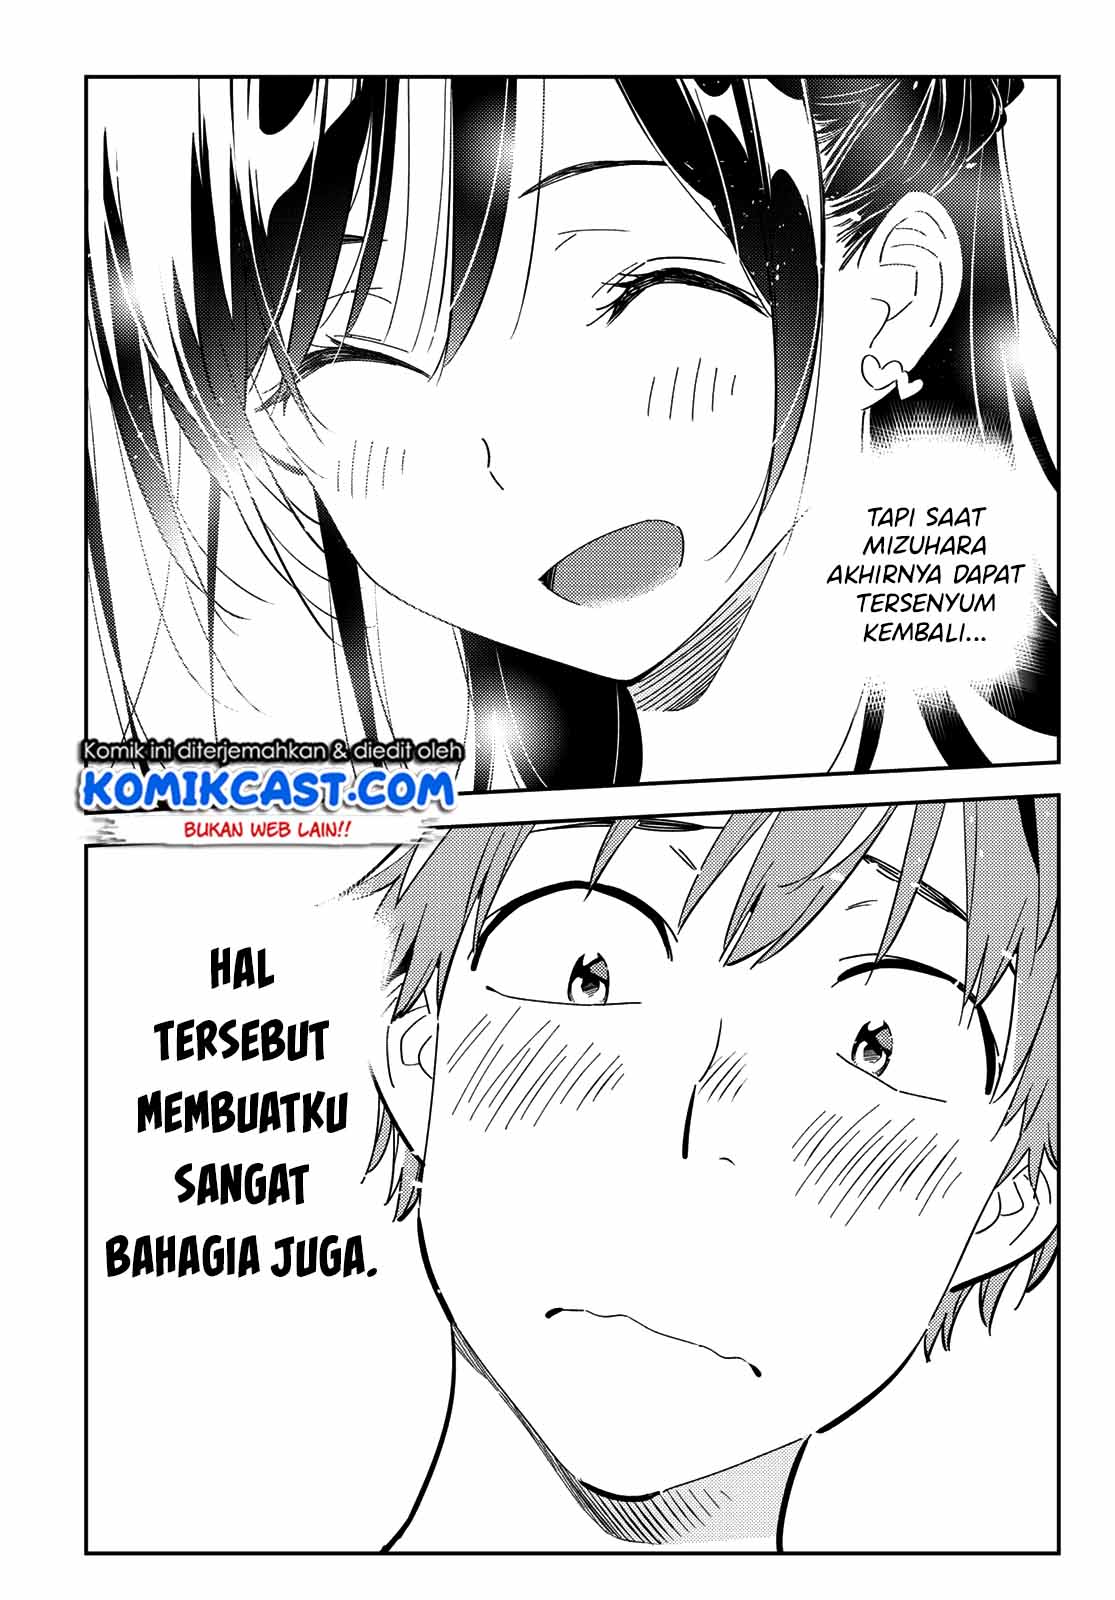 TAPI SAAT
MIZUHARA
AKHIRNYA DAPAT
TERSENYUM
KEMBALI...
Komik ini diterjemahkan & diedit oleh
KOMIKCAST.COM
BUKAN WEB LAIN!!
HAL
TERSEBUT
MEMBUATKU
SANGAT
BAHAGIA JUGA.